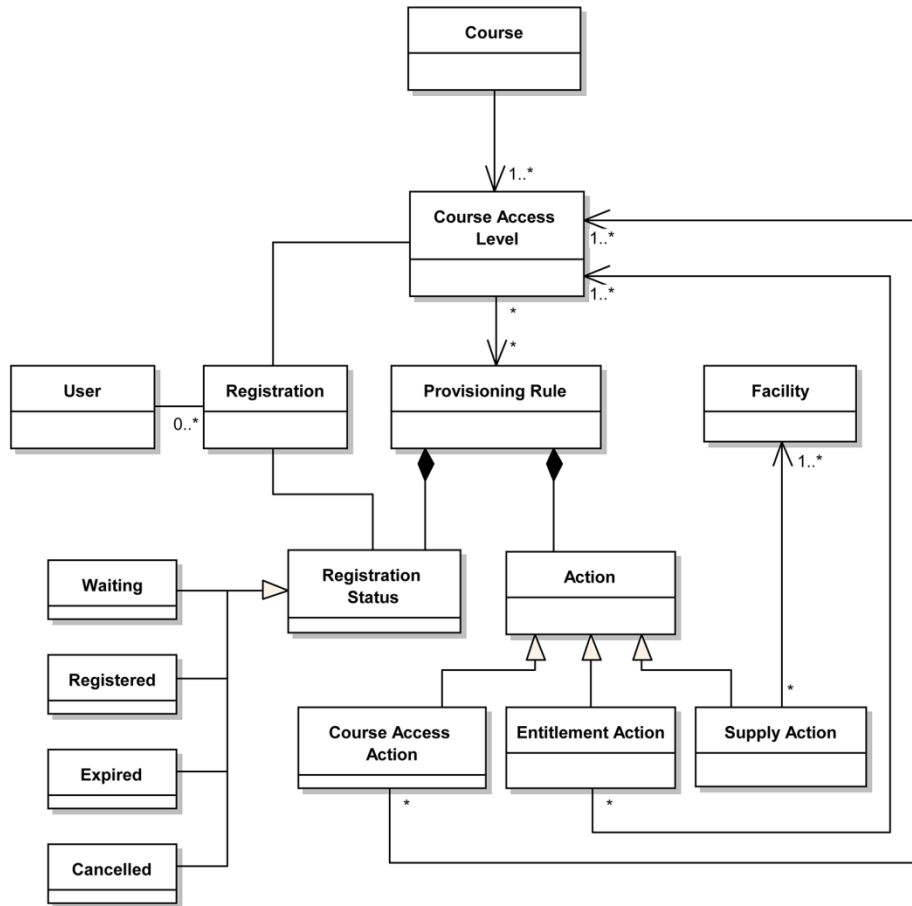 Course
1..*
Course Access
Level
1..*
1..*
*
*
User
Registration
Provisioning Rule
Facility
0..*
1..*
Registration
Status
Action
Waiting
Registered
*
Course Access
Action
Entitlement Action
Supply Action
Expired
*
*
Cancelled